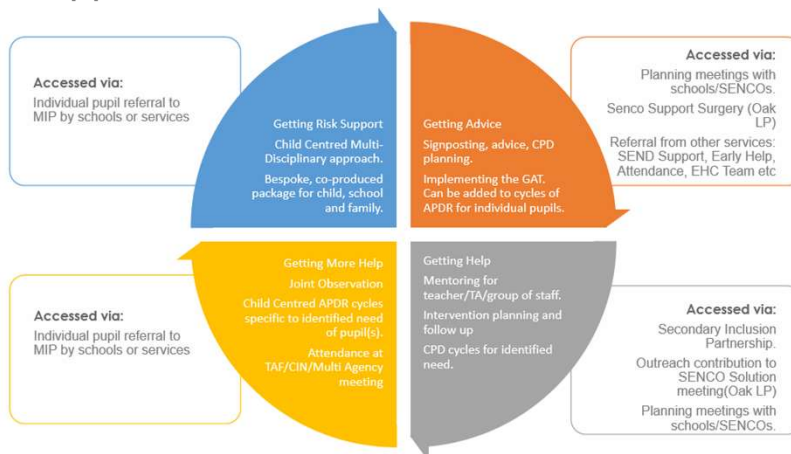 Accessed via:
Individual pupil referral to
MIP by schools or services
Getting Risk Support
Child Centred Multi-
Disciplinary approach.
Bespoke, co-produced
package for child, school
and family.
Getting Advice
Signposting, advice, CPD
planning.
Implementing the GAT.
Can be added to cycles of
APDR for individual pupils.
Accessed via:
Planning meetings with
schools/SENCOs.
Senco Support Surgery (Oak
LP)
Referral from other services:
SEND Support, Early Help,
Attendance, EHC Team etc
Accessed via:
Individual pupil referral to
MIP by schools or services
Getting More Help
Joint Observation
Child Centred APDR cycles
specific to identified need
of pupil(s).
Attendance at
TAF/CIN/Multi Agency
meeting
Getting Help
Mentoring for
teacher/TA/group of staff.
Intervention planning and
follow up
CPD cycles for identified
need.
Accessed via:
Secondary Inclusion
Partnership.
Outreach contribution to
SENCO Solution
meeting(Oak LP)
Planning meetings with
schools/SENCOs.